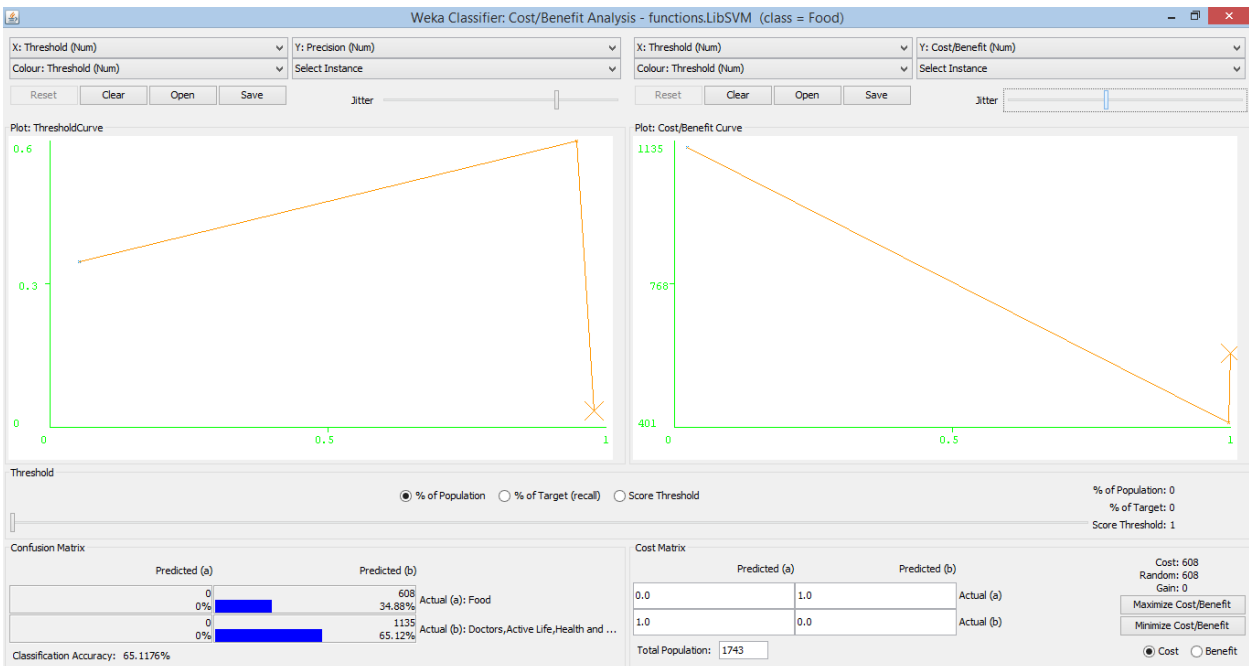 Weka Classifier: Cost/Benefit Analysis - functions.LibSVM (class = Food)
X: Threshold (Num)
Y: Precision (Num)
Colour: Threshold (Num)
Select Instance
Reset
Clear
Open
Save
Jitter
Plot: ThresholdCurve
0.6
0.3
0
0
0.5
1
X: Threshold (Num)
Y: Cost/Benefit (Num)
Colour: Threshold (Num)
Select Instance
Reset
Clear
Open
Save
Jitter
Plot: Cost/Benefit Curve
1135
768
401
0
0.5
1
Threshold
% of Population
% of Target (recall)
Score Threshold
% of Population: 0
% of Target: 0
Score Threshold: 1
Confusion Matrix
Predicted (a)
Predicted (b)
0
0%
608
34.88%
Actual (a): Food
0
0%
1135
65.12%
Actual (b): Doctors,Active Life,Health and ...
Classification Accuracy: 65.1176%
Cost Matrix
Predicted (a)
Predicted (b)
0.0
1.0
Actual (a)
1.0
0.0
Actual (b)
Total Population: 1743
Cost: 608
Random: 608
Gain: 0
Maximize Cost/Benefit
Minimize Cost/Benefit
Cost
Benefit